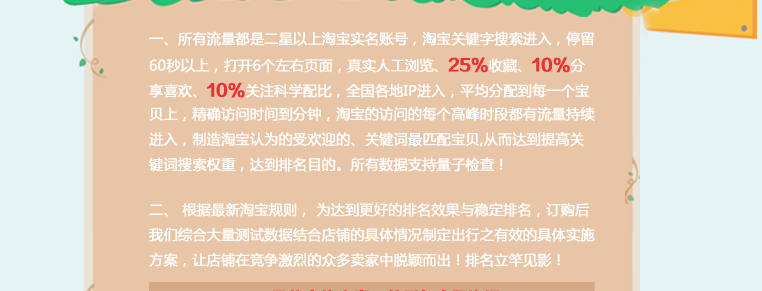 一、所有流量都是二星以上淘宝实名账号，淘宝关键字搜索进入，停留
60秒以上，打开6个左右页面，真实人工浏览、25%收藏、10%分
享喜欢、10%关注科学配比，全国各地IP进入，平均分配到每一个宝
贝上，精确访问时间到分钟，淘宝的访问的每个高峰时段都有流量持续
进入，制造淘宝认为的受欢迎的、关键词最匹配宝贝,从而达到提高关
键词搜索权重，达到排名目的。所有数据支持量子检查！
二、 根据最新淘宝规则， 为达到更好的排名效果与稳定排名，订购后
我们综合大量测试数据结合店铺的具体情况制定出行之有效的具体实施
方案，让店铺在竞争激烈的众多卖家中脱颖而出！排名立竿见影！